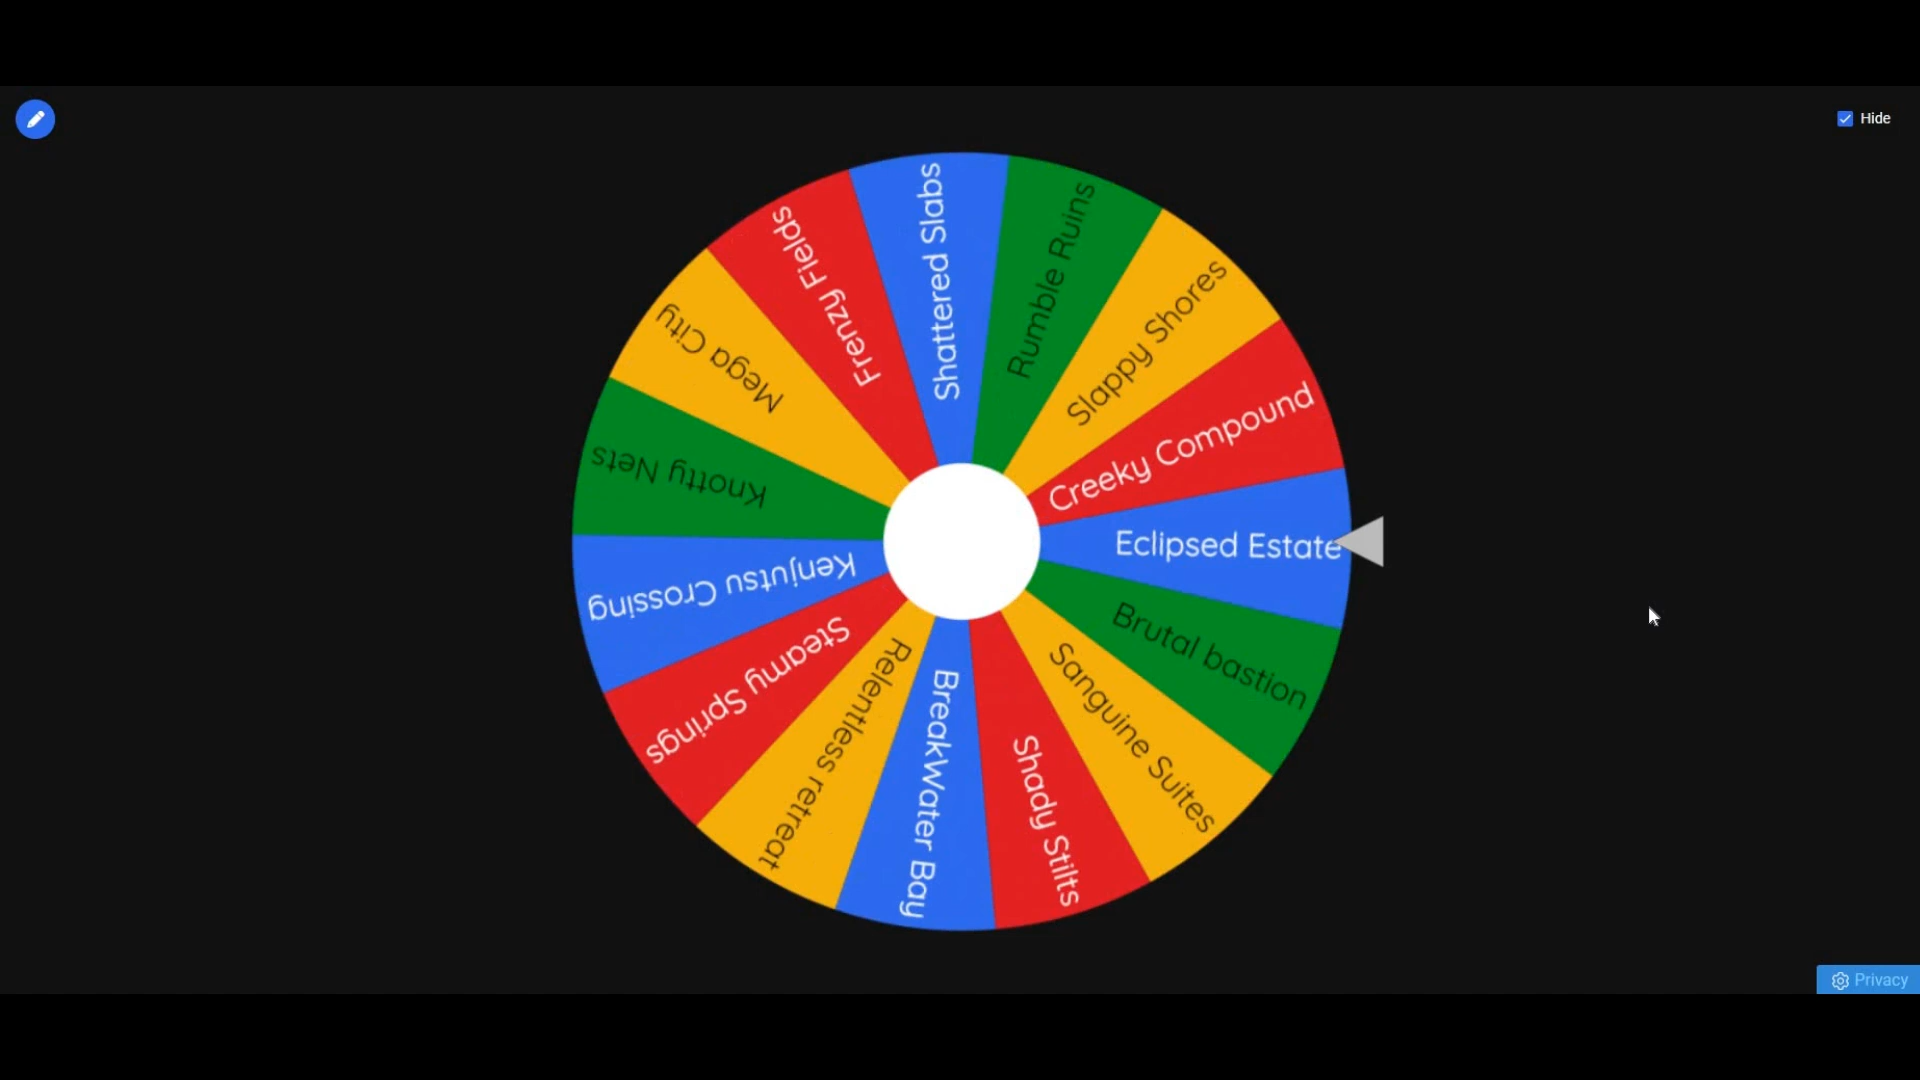 Hide
Shattered Slabs
Rumble Ruins
Slappy Shores
Creeky Compound
Eclipsed Estate
Brutal bastion
Sanguine Suites
Shady Stilts
BreakWater Bay
Relentless retreat
Steamy Springs
Kenjutsu Crossing
Knotty Nets
Mega City
Frenzy Fields
Privacy